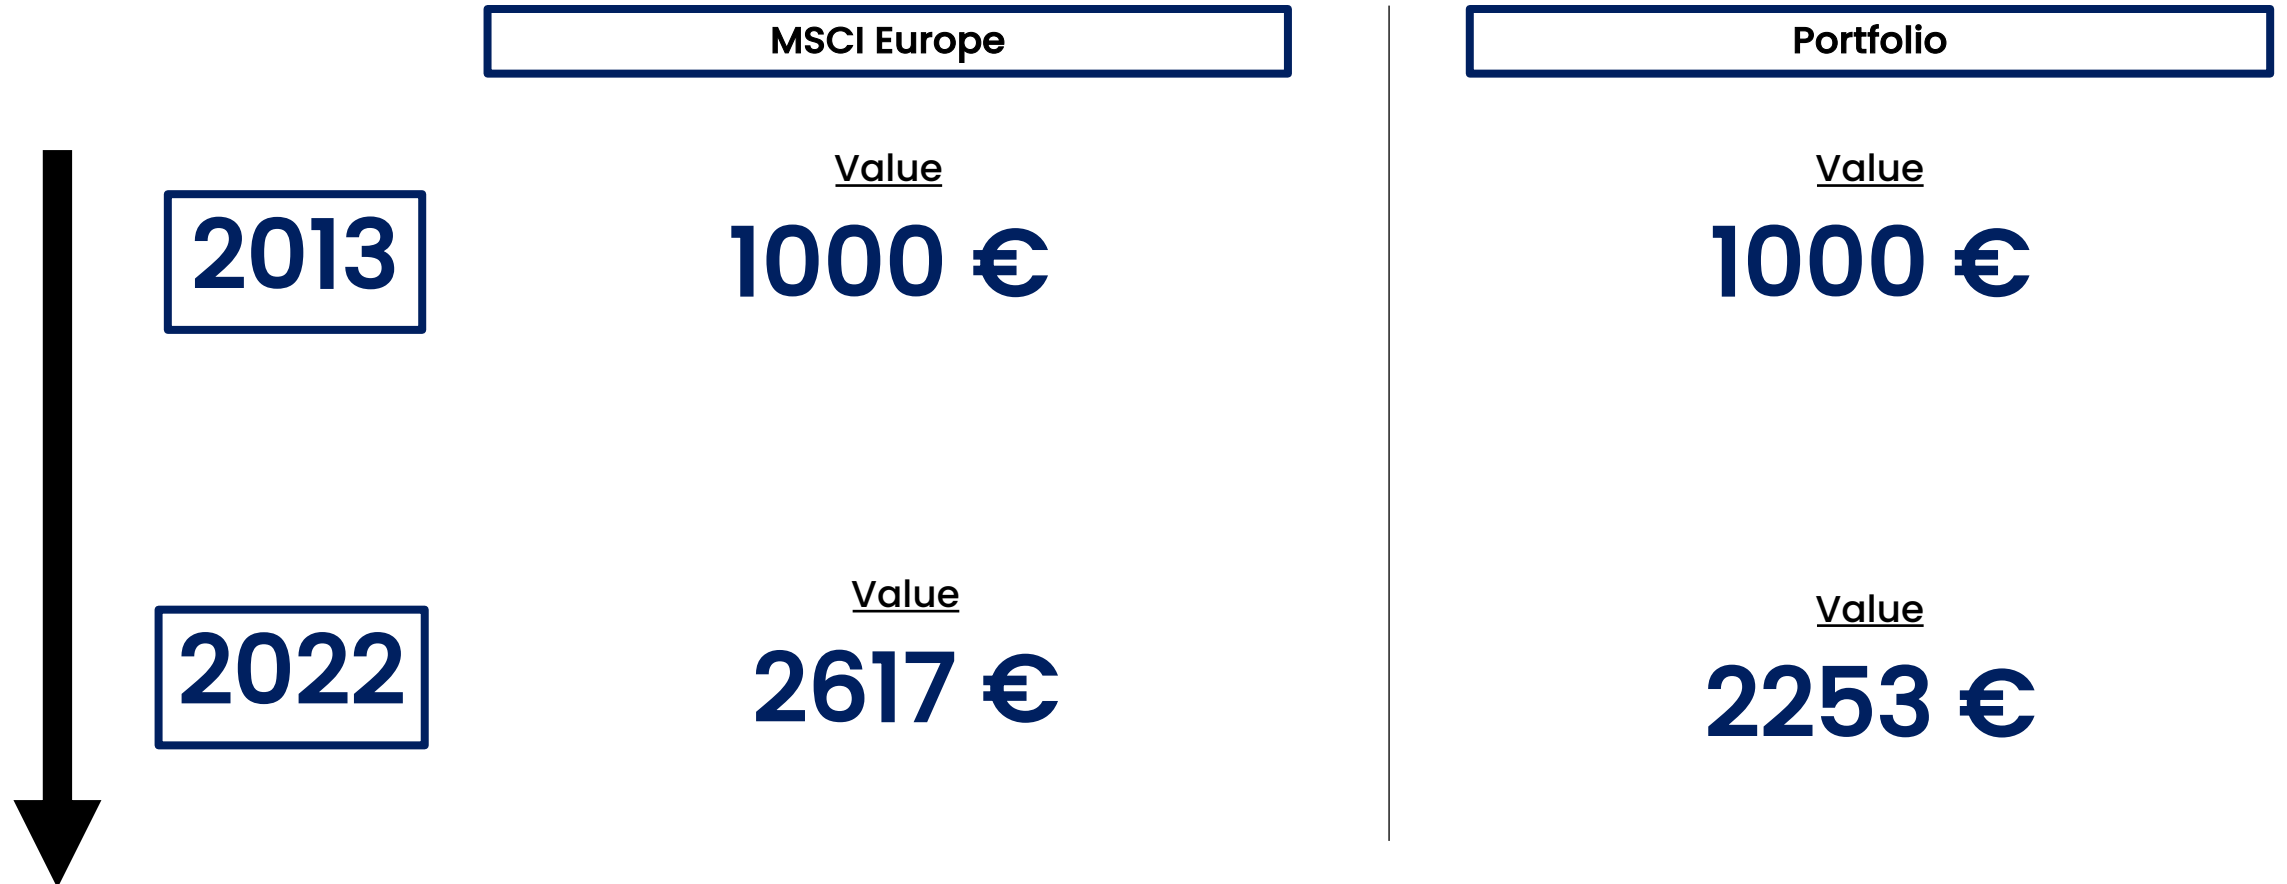 MSCI Europe
Portfolio
Value
Value
2013
1000 €
1000 €
Value
Value
2022
2617 €
2253 €